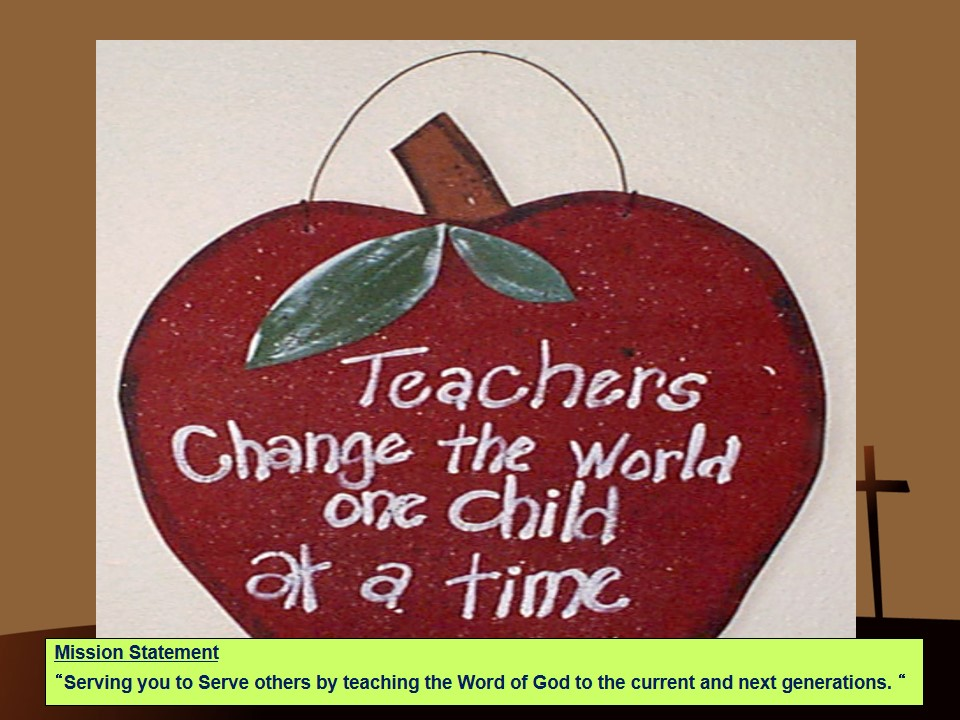 Teachers
Change the World
one Child
at a time
Mission Statement
“Serving you to Serve others by teaching the Word of God to the current and next generations. “